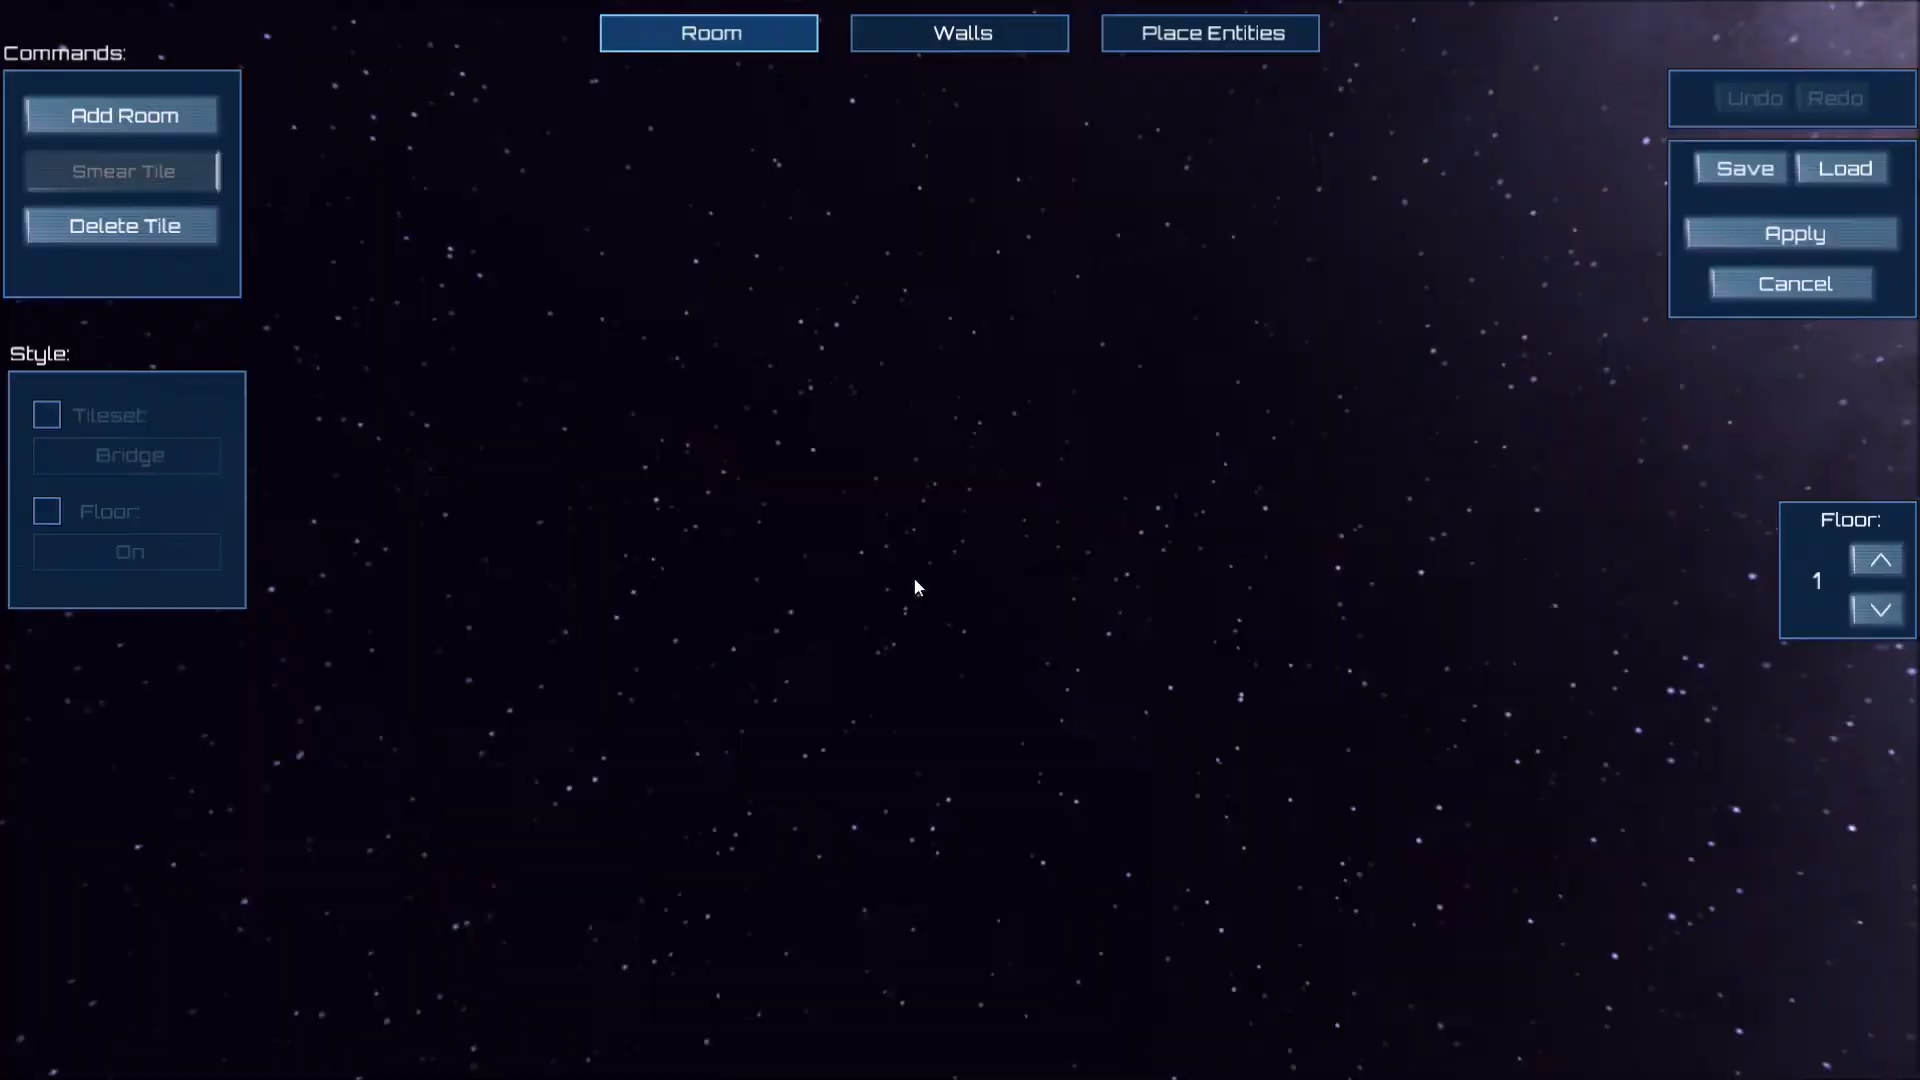 Room
Walls
Place Entities
Commands:
Add Room
Smear Tile
Delete Tile
Undo
Redo
Save
Load
Apply
Cancel
Style:
Tileset:
Bridge
Floor:
On
Floor:
1